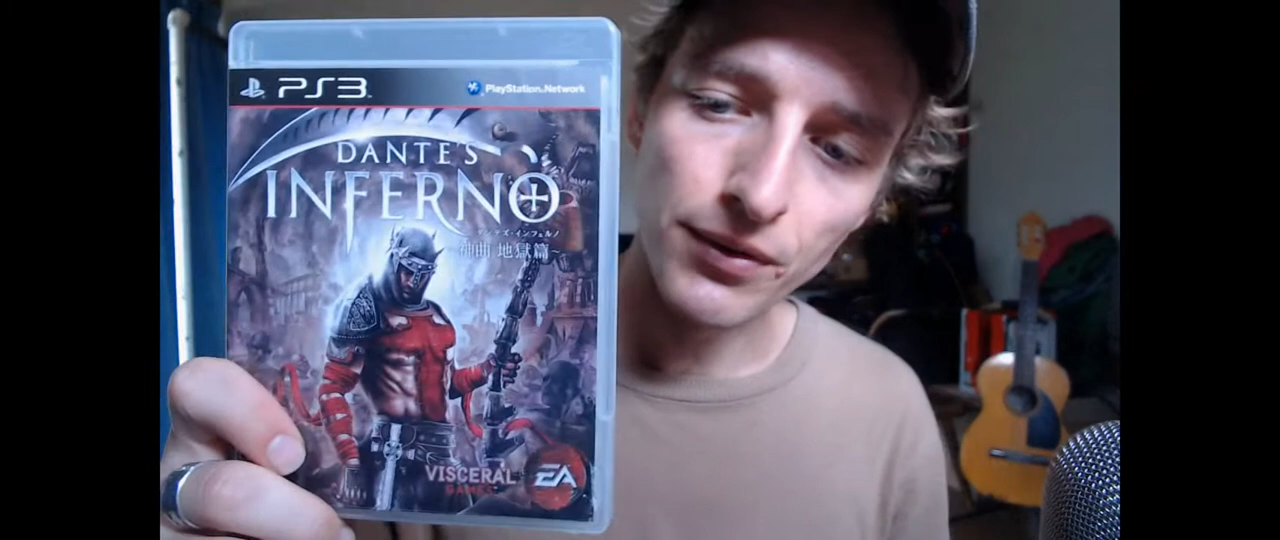 PS3
PlayStation®Network
DANTE'S
INFERNO
ダンテズ・インフェルノ
神曲 地獄篇~
VISCERAL
GAMES
EA